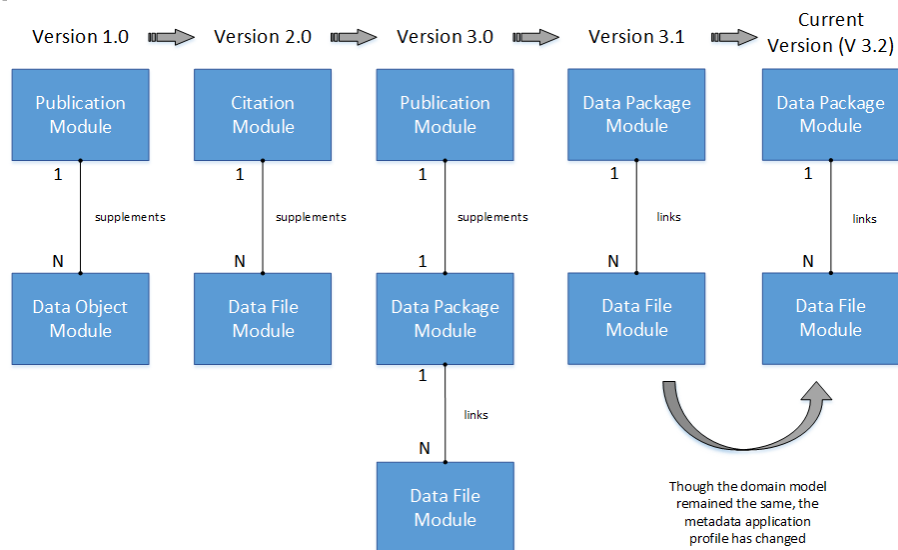 Version 1.0
Version 2.0
Version 3.0
Version 3.1
Current
Version (V 3.2)
Publication
Module
Citation
Module
Publication
Module
Data Package
Module
Data Package
Module
1
1
1
1
1
supplements
supplements
supplements
links
links
N
N
1
N
N
Data Object
Module
Data File
Module
Data Package
Module
Data File
Module
Data File
Module
1
links
N
Data File
Module
Though the domain model
remained the same, the
metadata application
profile has changed